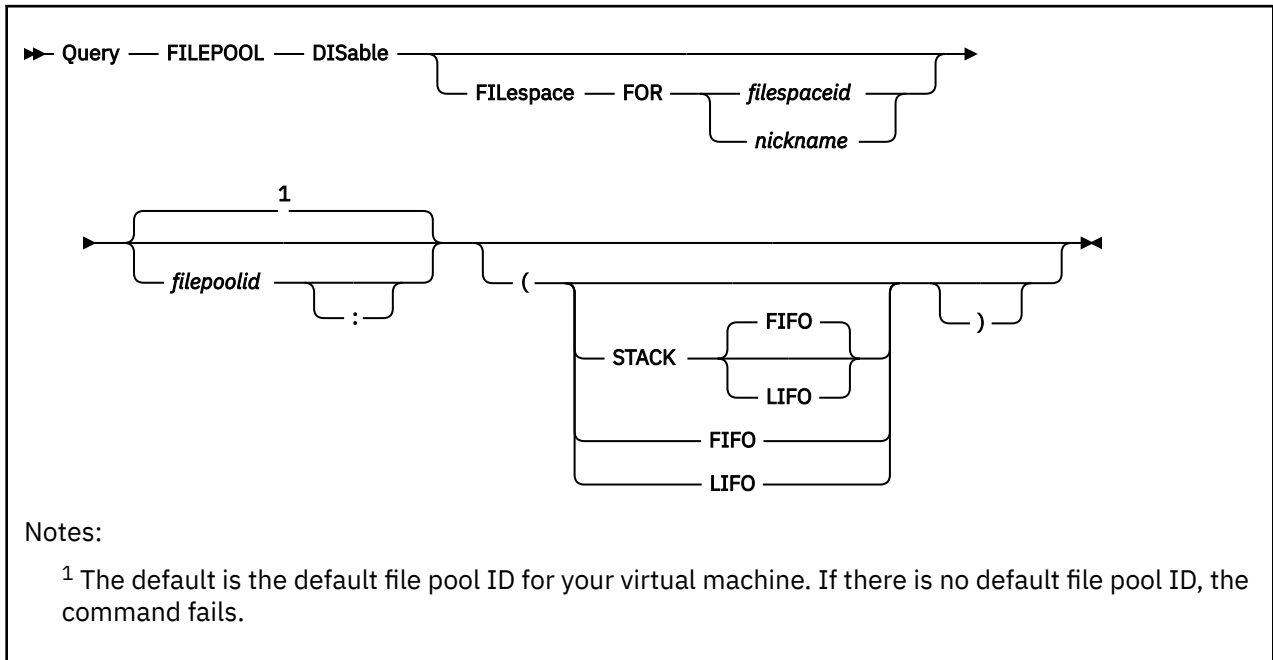 Query FILEPOOL DISable
FILespace FOR filespaceid
nickname
1
filepoolid
:
(
)
FIFO
STACK
LIFO
FIFO
LIFO
Notes:
1 The default is the default file pool ID for your virtual machine. If there is no default file pool ID, the
command fails.